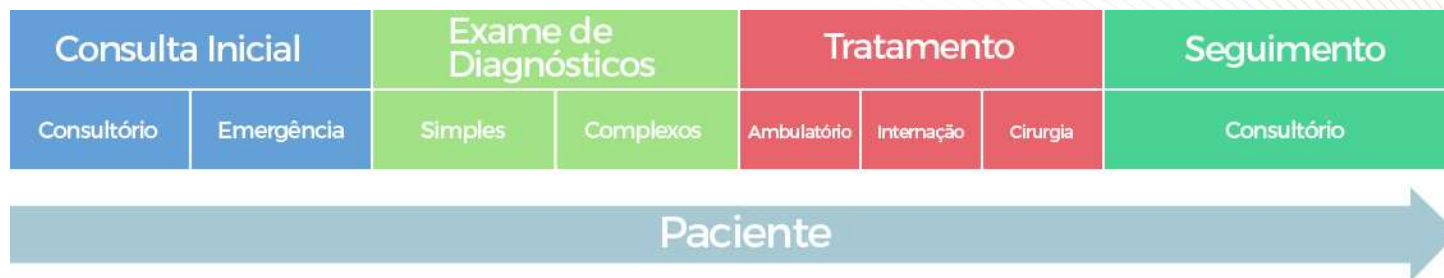 Consulta Inicial
Exame de
Diagnósticos
Tratamento
Seguimento
Consultório
Emergência
Simples
Complexos
Ambulatório
Internação
Cirurgia
Consultório
Paciente